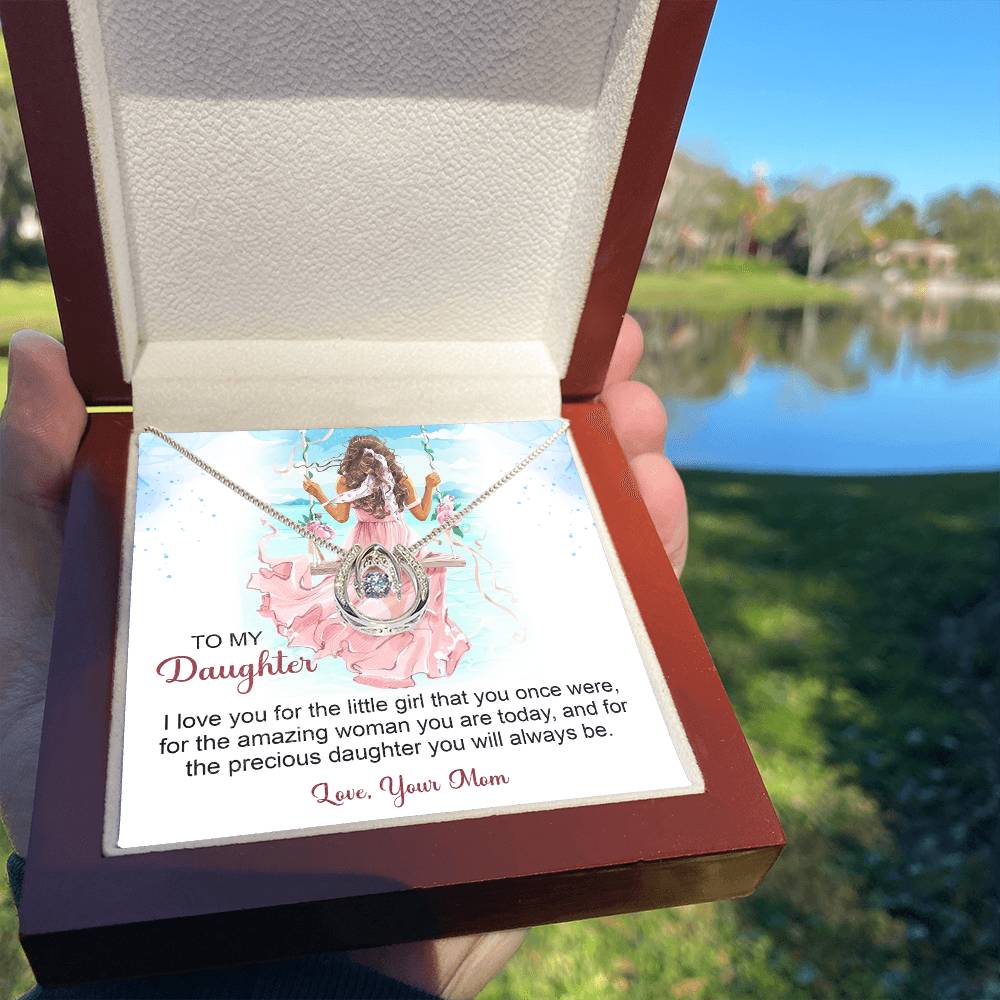 TO MY
Daughter
I love you for the little girl that you once were,
for the amazing woman you are today, and for
the precious daughter you will always be.
Love, Your Mom